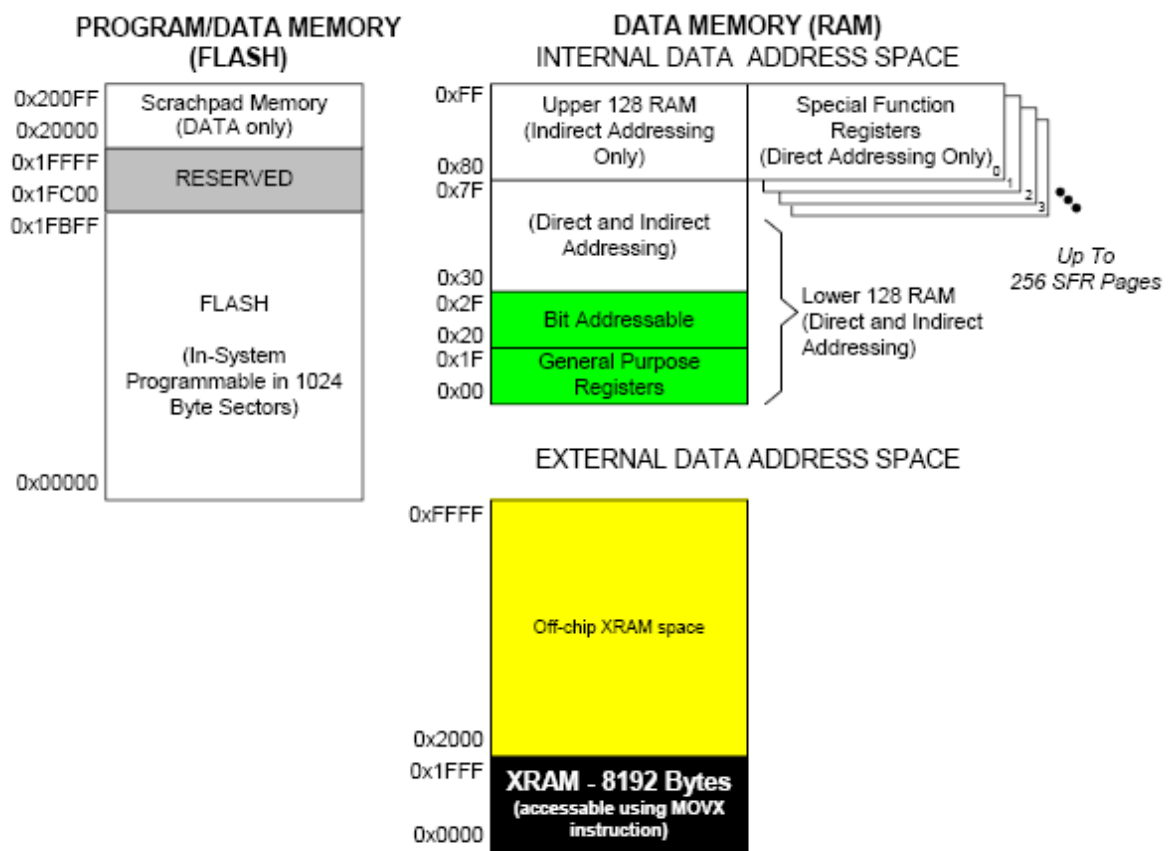 PROGRAM/DATA MEMORY
(FLASH)
0x200FF
Scrachpad Memory
(DATA only)
0x20000
0x1FFFF
RESERVED
0x1FC00
0x1FBFF
FLASH
(In-System
Programmable in 1024
Byte Sectors)
0x00000
DATA MEMORY (RAM)
INTERNAL DATA ADDRESS SPACE
0xFF
Upper 128 RAM
(Indirect Addressing
Only)
0x80
Special Function
Registers
(Direct Addressing Only)
0
1
2
3
Up To
256 SFR Pages
0x7F
(Direct and Indirect
Addressing)
0x30
0x2F
Bit Addressable
0x20
0x1F
General Purpose
Registers
0x00
Lower 128 RAM
(Direct and Indirect
Addressing)
EXTERNAL DATA ADDRESS SPACE
0xFFFF
Off-chip XRAM space
0x2000
0x1FFF
XRAM - 8192 Bytes
(accessable using MOVX
instruction)
0x0000